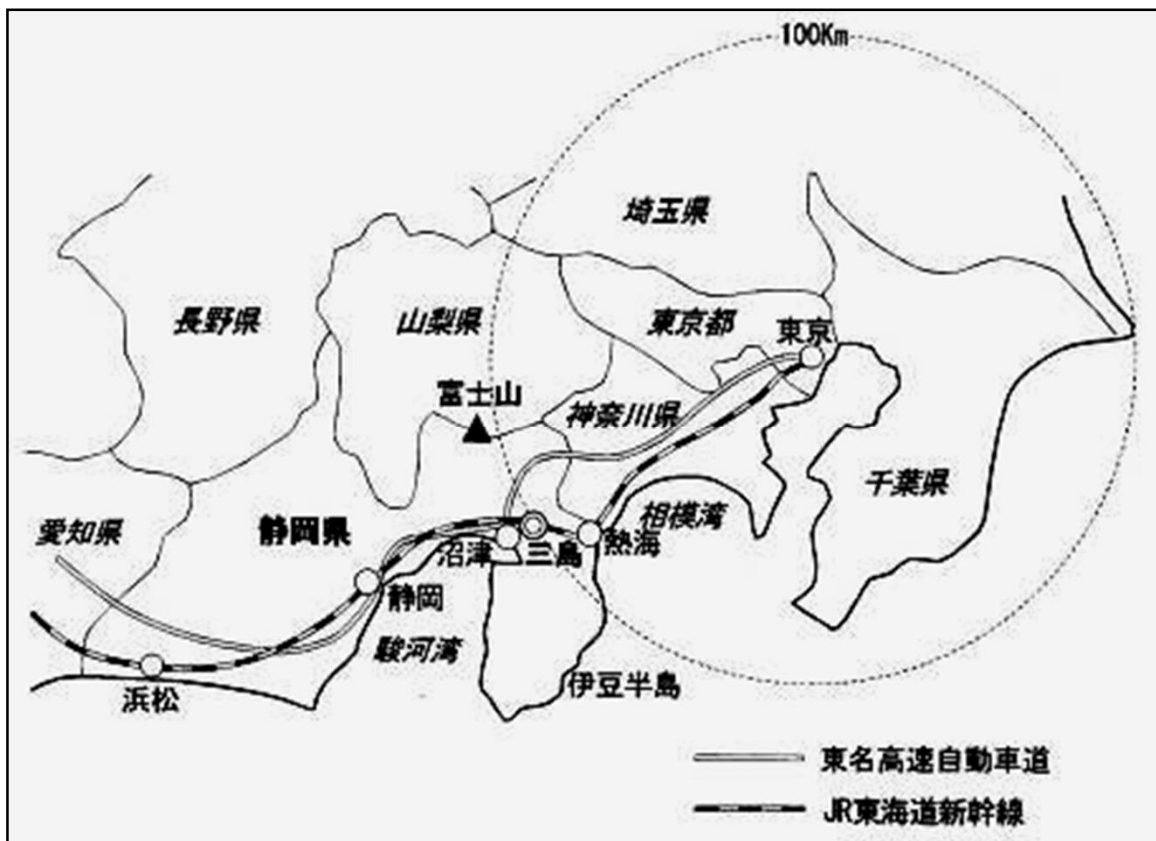 100Km
埼玉県
長野県
山梨県
東京都
東京
富士山
神奈川県
千葉県
愛知県
静岡県
相模湾
沼津
三島
熱海
静岡
駿河湾
伊豆半島
浜松
東名高速自動車道
JR東海道新幹線